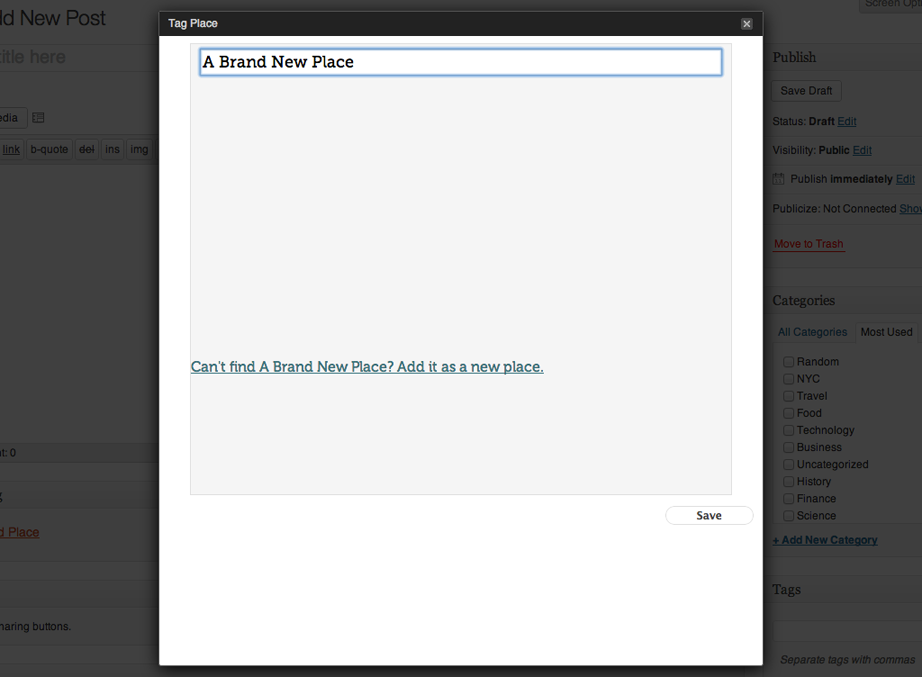 Tag Place
Screen Opt
d New Post
title here
A Brand New Place
Publish
Save Draft
edia
Status: Draft Edit
link b-quote del ins img
Visibility: Public Edit
Publish immediately Edit
Publicize: Not Connected Show
Move to Trash
Categories
All Categories Most Used
Random
Can't find A Brand New Place? Add it as a new place.
NYC
Travel
Food
Technology
Business
nt: 0
Uncategorized
History
g
Finance
Science
Save
d Place
+ Add New Category
Tags
haring buttons.
Separate tags with commas